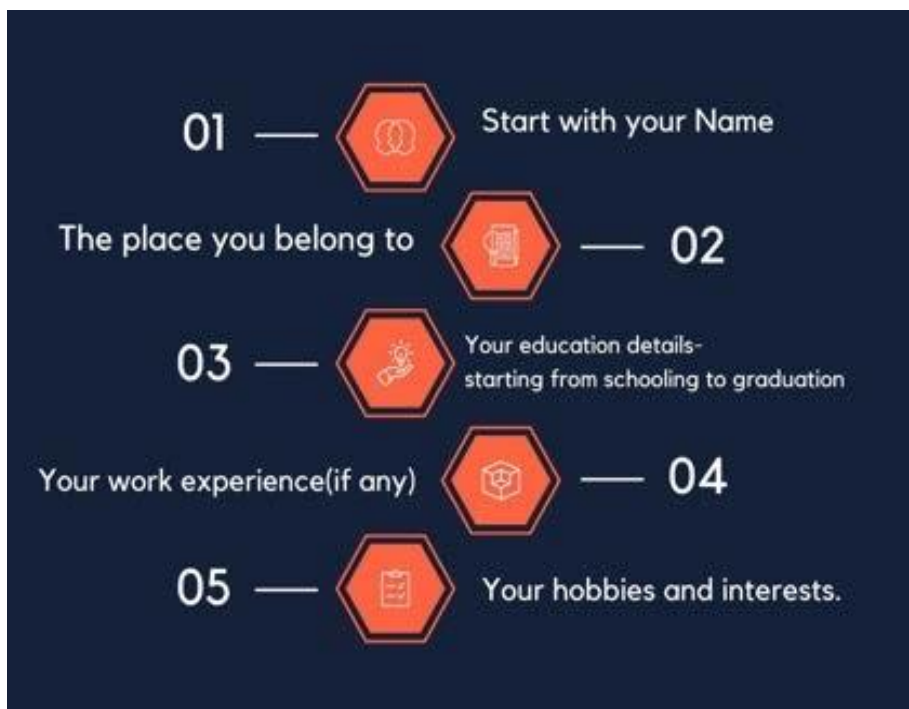 01
Start with your Name
The place you belong to
02
03
Your education details-
starting from schooling to graduation
Your work experience(if any)
04
05
Your hobbies and interests.